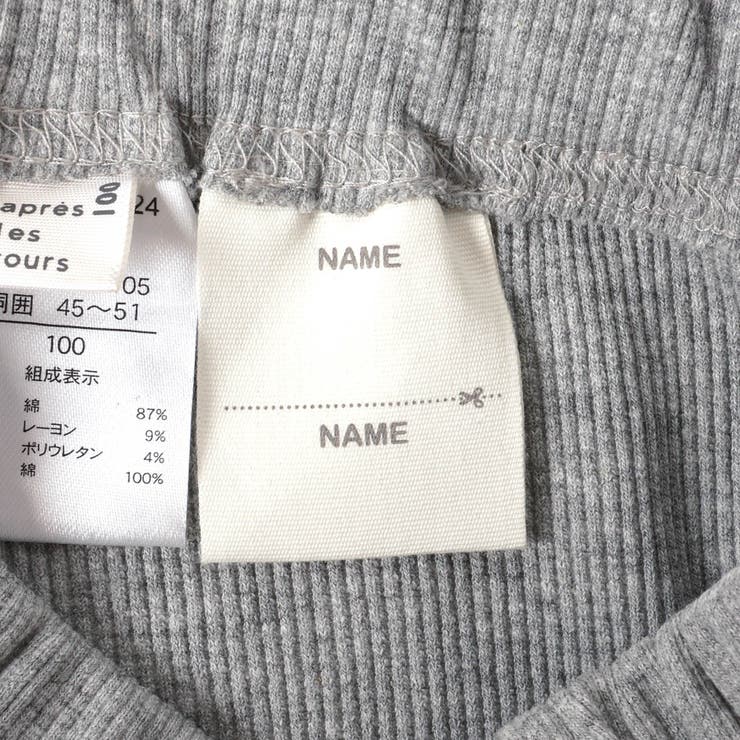 après
les
cours
100
24
05
胴囲 45〜51
100
組成表示
綿 87%
レーヨン 9%
ポリウレタン 4%
綿 100%
NAME
NAME